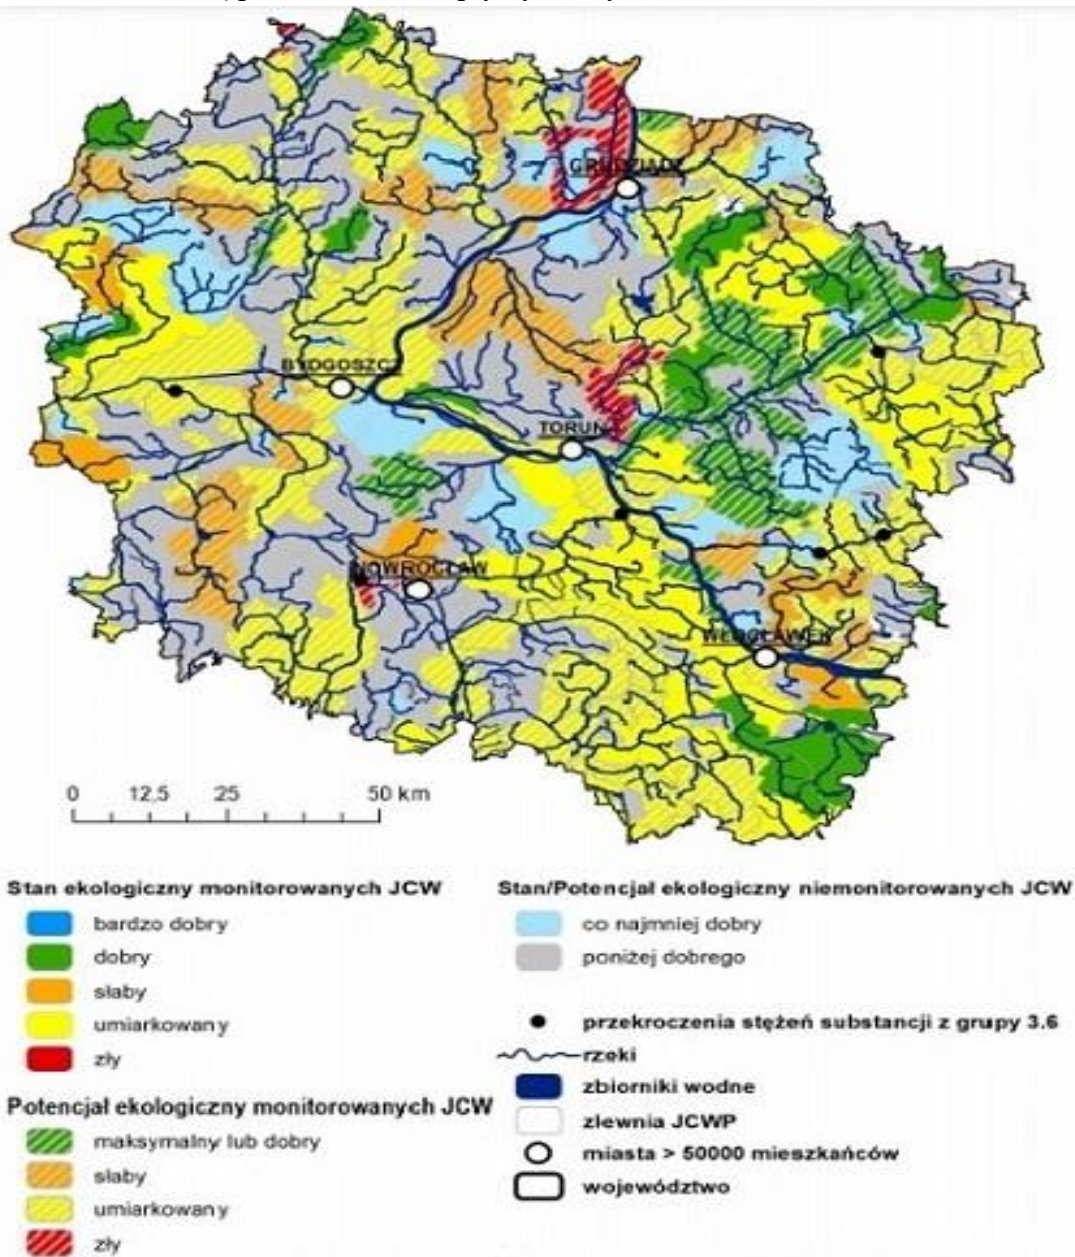 GRUDZIĄDZ
BYDGOSZCZ
TORUŃ
INOWROCŁAW
WŁOCŁAWEK
0 12,5 25 50 km
Stan ekologiczny monitorowanych JCW
bardzo dobry
dobry
słaby
umiarkowany
zły
Potencjał ekologiczny monitorowanych JCW
maksymalny lub dobry
słaby
umiarkowany
zły
Stan/Potencjał ekologiczny niemonitorowanych JCW
co najmniej dobry
poniżej dobrego
przekroczenia stężeń substancji z grupy 3.6
rzeki
zbiorniki wodne
zlewnia JCWP
miasta > 50000 mieszkańców
województwo